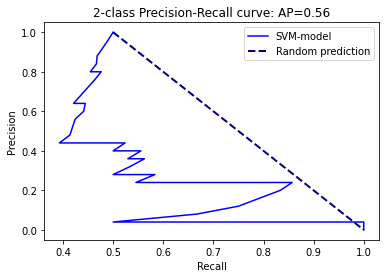 2-class Precision-Recall curve: AP=0.56
SVM-model
Random prediction
Precision
1.0
0.8
0.6
0.4
0.2
0.0
0.4
0.5
0.6
0.7
0.8
0.9
1.0
Recall